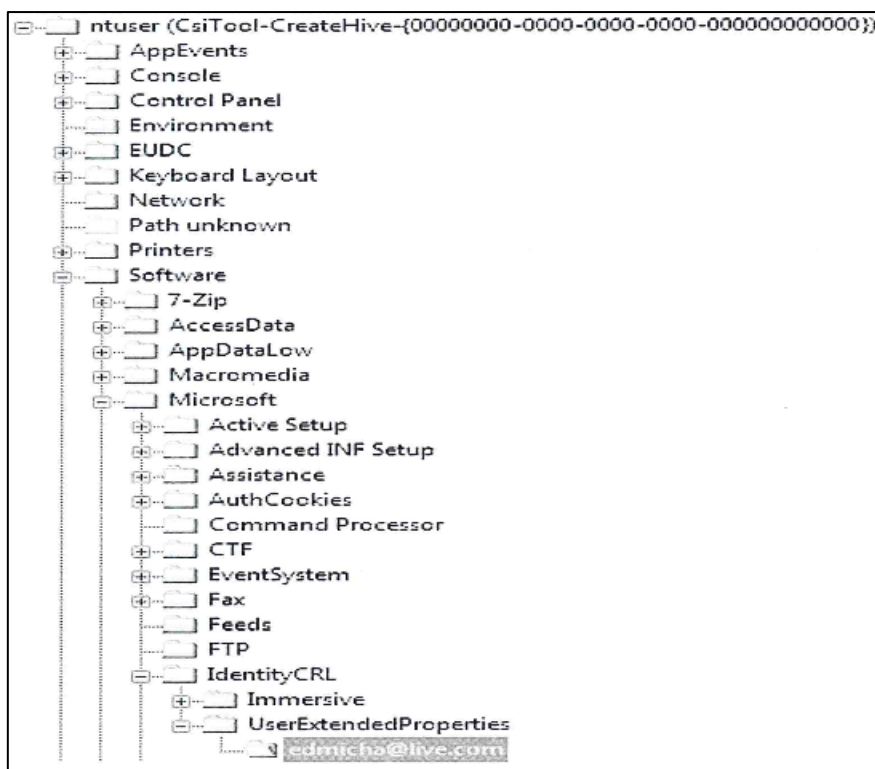 ntuser (CsiTool-CreateHive-{00000000-0000-0000-0000-000000000000})
AppEvents
Console
Control Panel
Environment
EUDC
Keyboard Layout
Network
Path unknown
Printers
Software
7-Zip
AccessData
AppDataLow
Macromedia
Microsoft
Active Setup
Advanced INF Setup
Assistance
AuthCookies
Command Processor
CTF
EventSystem
Fax
Feeds
FTP
IdentityCRL
Immersive
UserExtendedProperties
edmicha@live.com